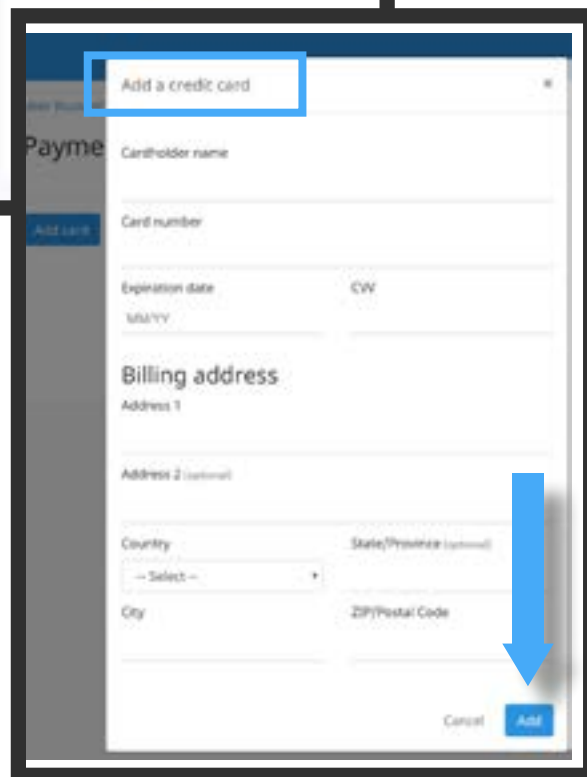 Add a credit card ×
Payme
Cardholder name
Add card
Card number
Expiration date CVV
MM/YY
Billing address
Address 1
Address 2 (optional)
Country State/Province (optional)
-- Select --
City ZIP/Postal Code
Cancel Add